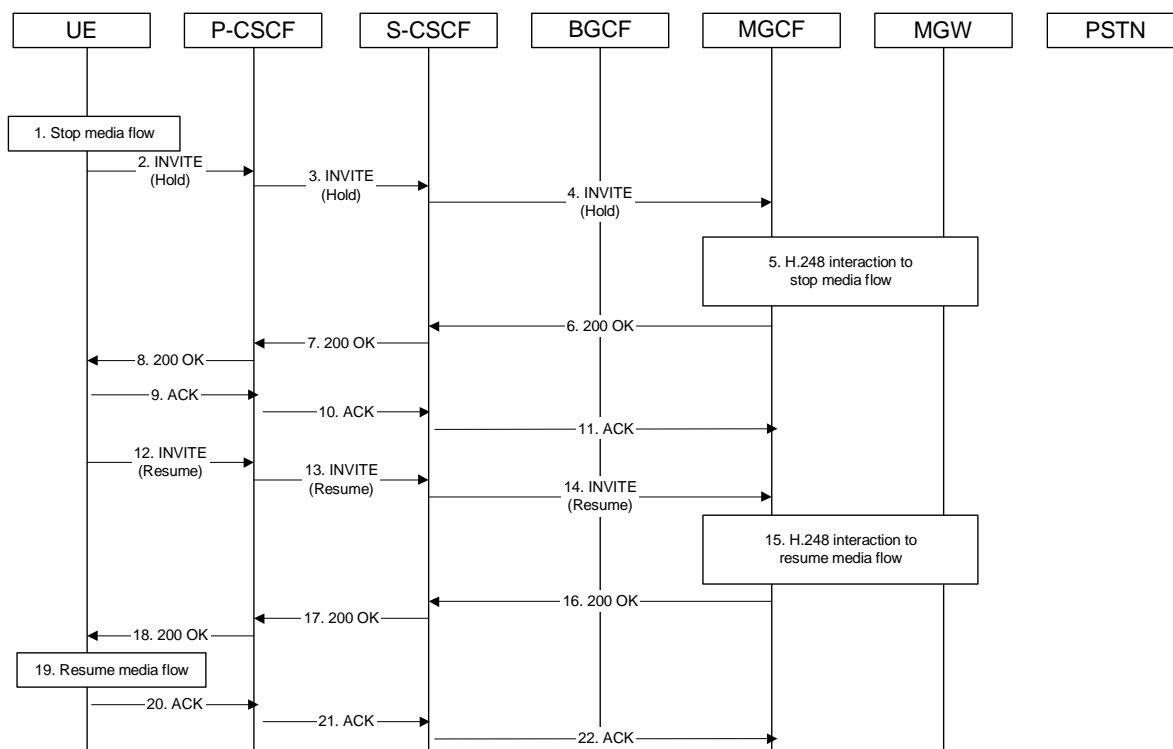 UE
P-CSCF
S-CSCF
BGCF
MGCF
MGW
PSTN
1. Stop media flow
2. INVITE
(Hold)
3. INVITE
(Hold)
4. INVITE
(Hold)
5. H.248 interaction to
stop media flow
6. 200 OK
7. 200 OK
8. 200 OK
9. ACK
10. ACK
11. ACK
12. INVITE
(Resume)
13. INVITE
(Resume)
14. INVITE
(Resume)
15. H.248 interaction to
resume media flow
16. 200 OK
17. 200 OK
18. 200 OK
19. Resume media flow
20. ACK
21. ACK
22. ACK